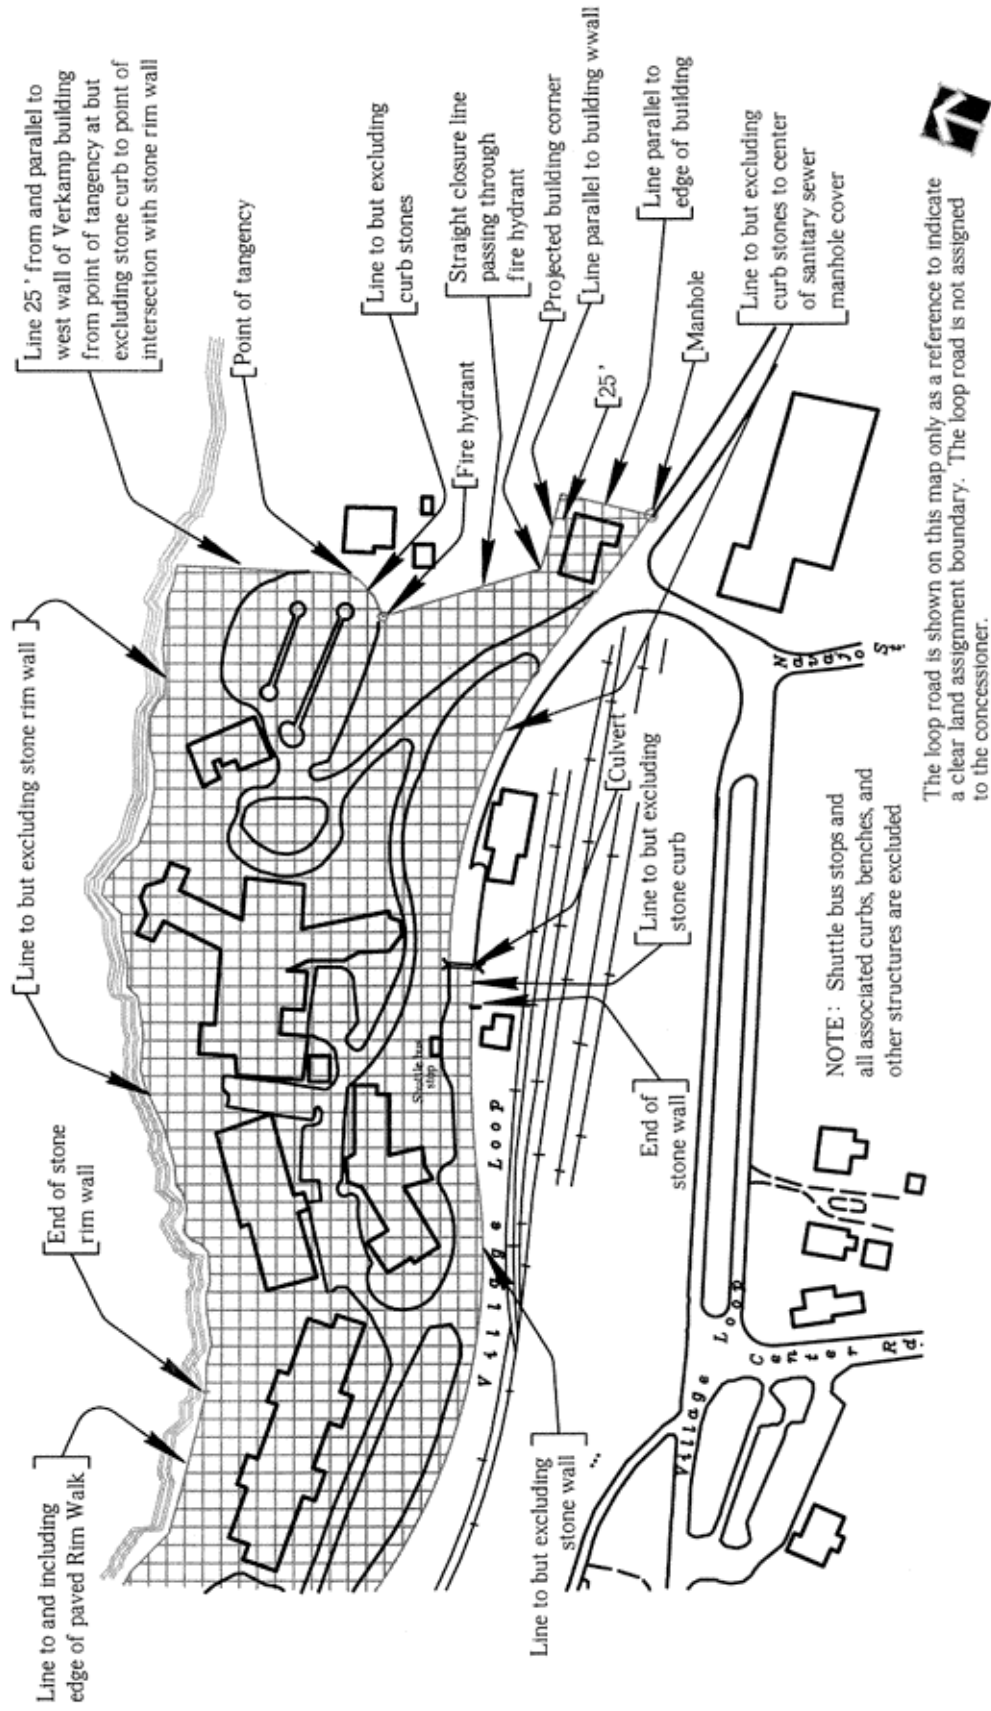 Line to and including
edge of paved Rim Walk
End of stone
rim wall
Line to but excluding stone rim wall
Line 25 ' from and parallel to
west wall of Verkamp building
from point of tangency at but
excluding stone curb to point of
intersection with stone rim wall
Point of tangency
Line to but excluding
curb stones
Fire hydrant
Straight closure line
passing through
fire hydrant
Projected building corner
Line parallel to building wwall
25 '
Line parallel to
edge of building
Manhole
Line to but excluding
curb stones to center
of sanitary sewer
manhole cover
Shuttle bus
stop
Village Loop
Culvert
Line to but excluding
stone curb
End of
stone wall
Line to but excluding
stone wall
...
Village Loop
Center Rd.
Navajo St.
NOTE : Shuttle bus stops and
all associated curbs, benches, and
other structures are excluded
The loop road is shown on this map only as a reference to indicate
a clear land assignment boundary. The loop road is not assigned
to the concessioner.